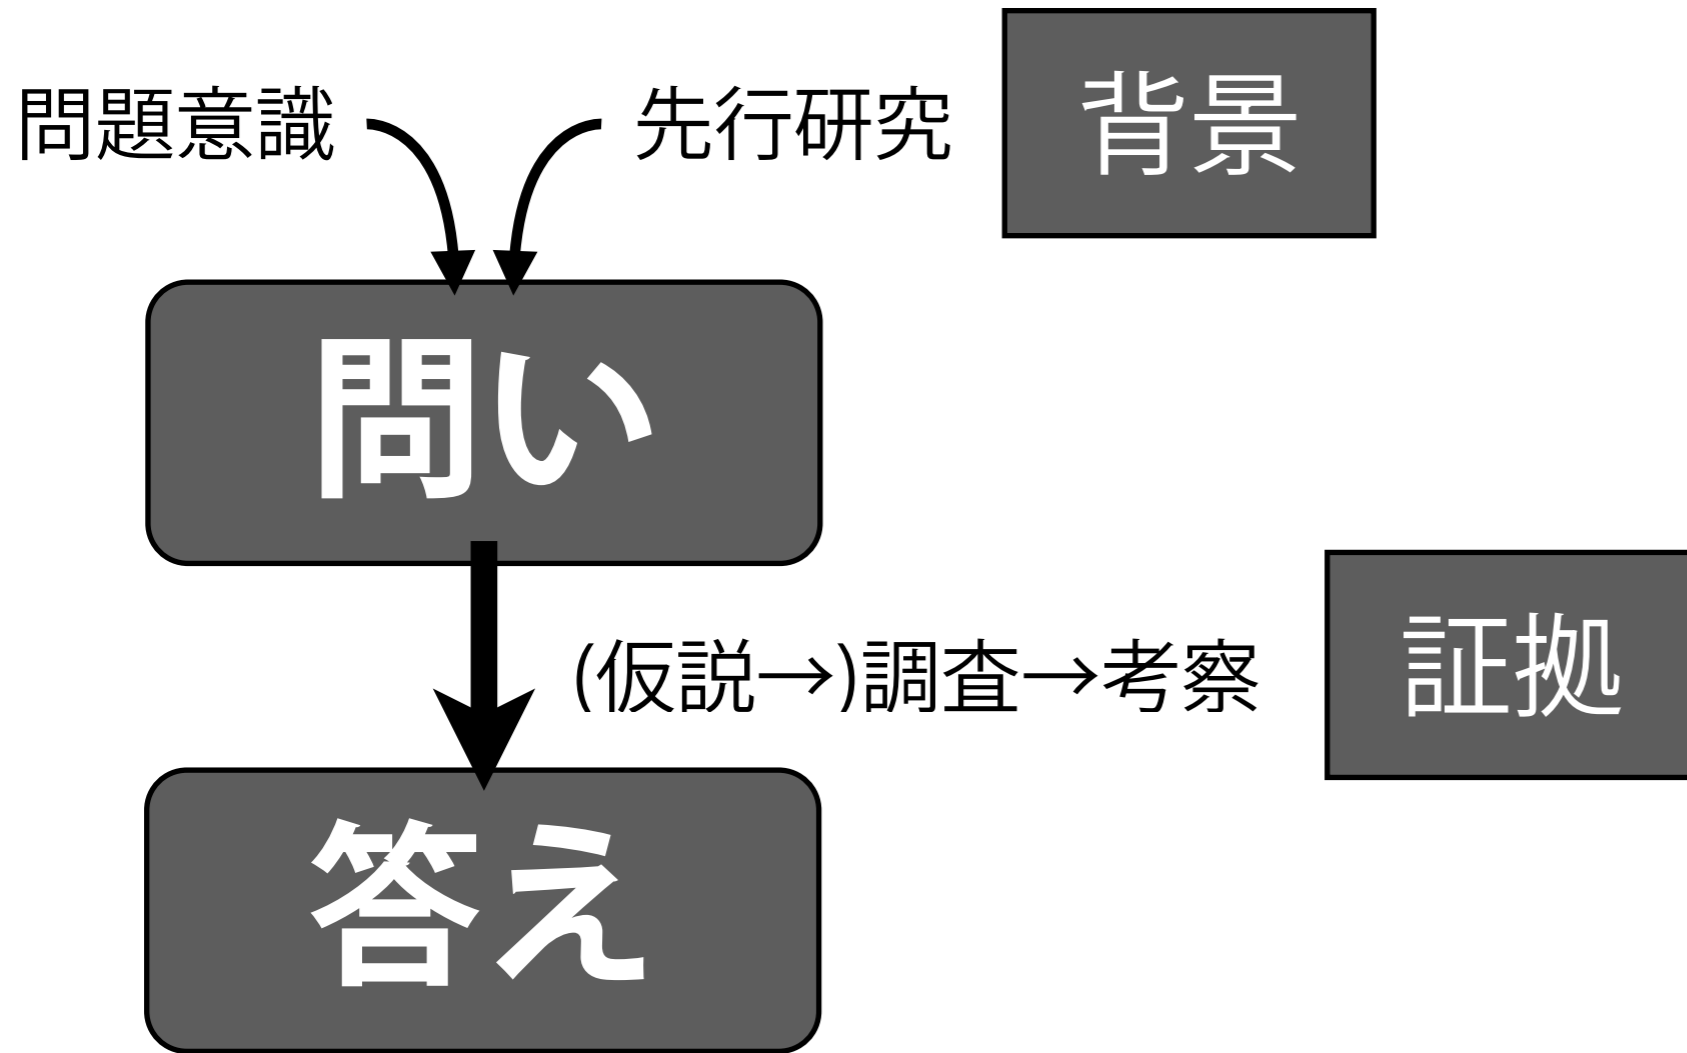 問題意識
先行研究
背景
問い
(仮説→)調査→考察
証拠
答え